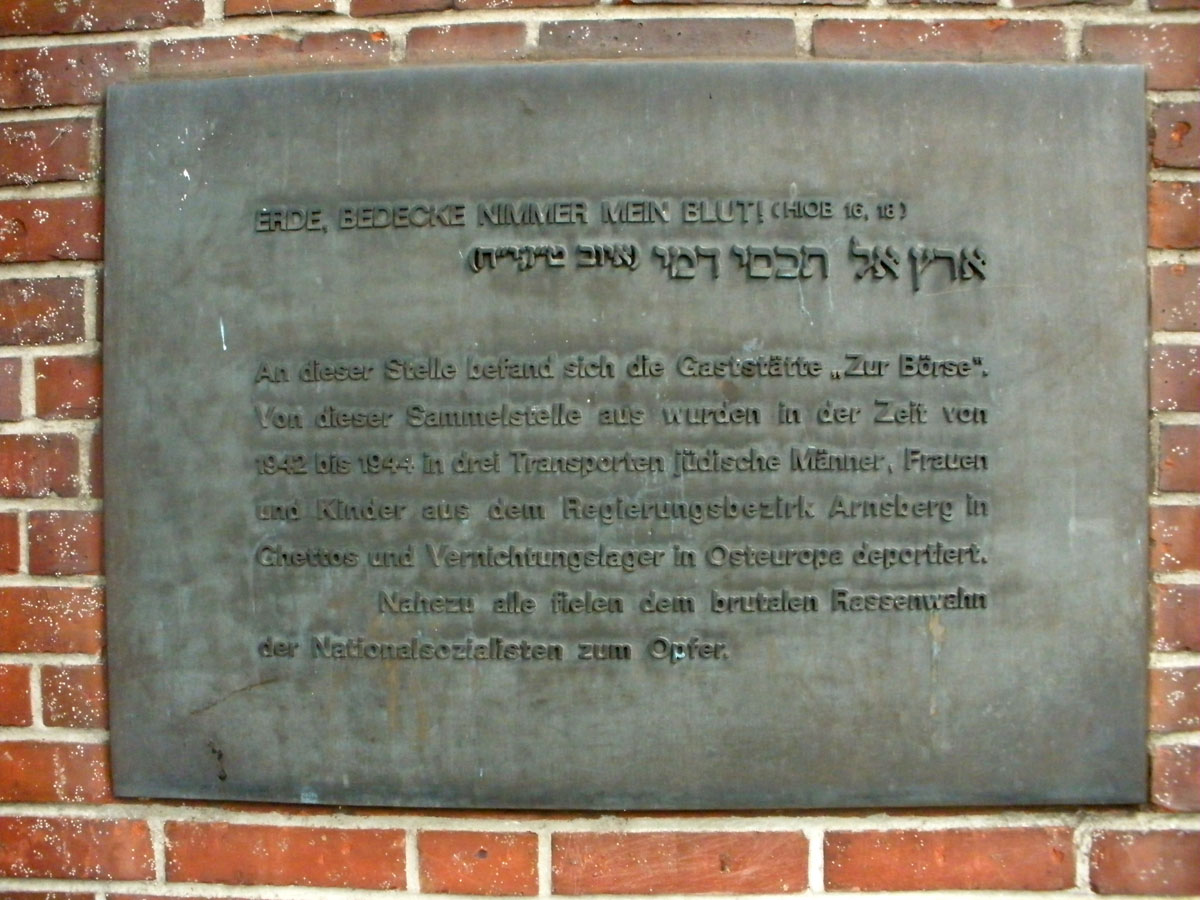 ERDE, BEDECKE NIMMER MEIN BLUT! (HIOB 16, 18)
ארץ אל תכסי דמי (איוב ט״ז,י״ח)
An dieser Stelle befand sich die Gaststätte „Zur Börse“.
Von dieser Sammelstelle aus wurden in der Zeit von
1942 bis 1944 in drei Transporten jüdische Männer, Frauen
und Kinder aus dem Regierungsbezirk Arnsberg in
Ghettos und Vernichtungslager in Osteuropa deportiert.
Nahezu alle fielen dem brutalen Rassenwahn
der Nationalsozialisten zum Opfer.